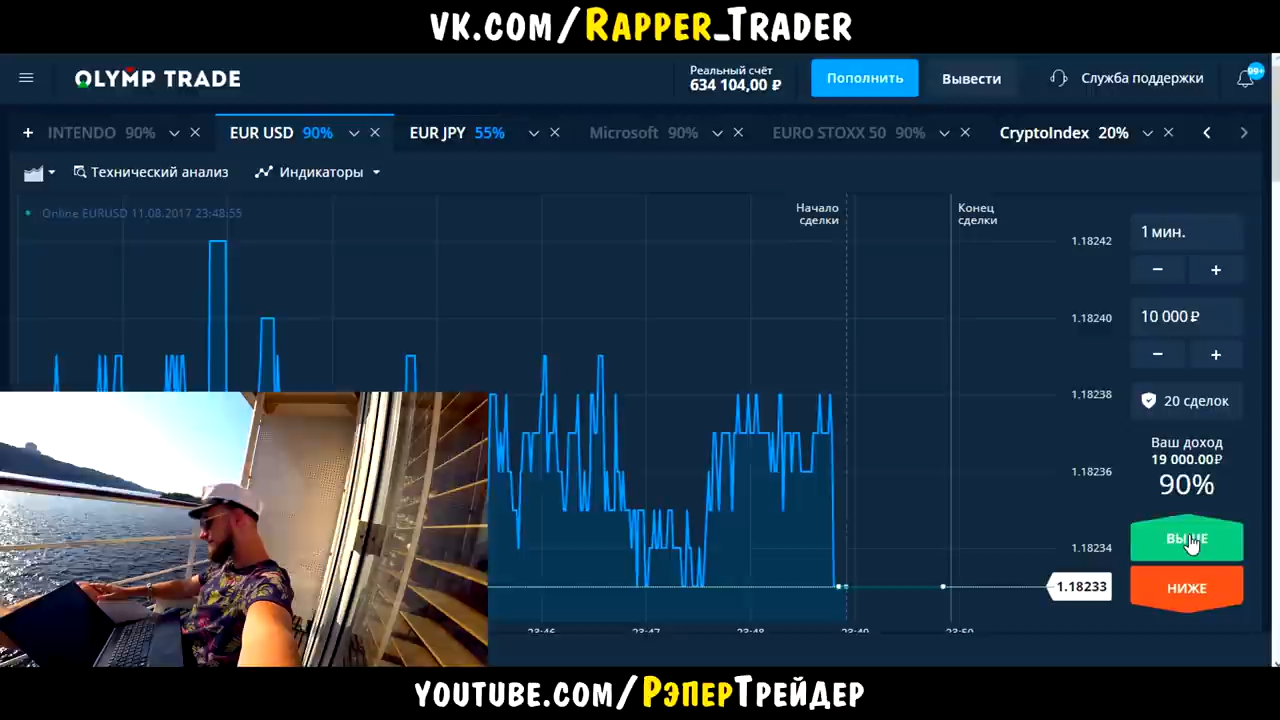 vk.com/Rapper_Trader
OLYMP TRADE
Реальный счёт
634 104,00 ₽
Пополнить
Вывести
Служба поддержки
99+
+ INTENDO 90%
EUR USD 90%
EUR JPY 55%
Microsoft 90%
EURO STOXX 50 90%
CryptoIndex 20%
Технический анализ
Индикаторы
Online EURUSD 11.08.2017 23:48:55
Начало
сделки
Конец
сделки
1.18242
1.18240
1.18238
1.18236
1.18234
1.18233
1 мин.
− +
10 000 ₽
− +
20 сделок
Ваш доход
19 000.00₽
90%
НИЖЕ
23:46 23:47 23:48 23:49 23:50
youtube.com/РэперТрейдер